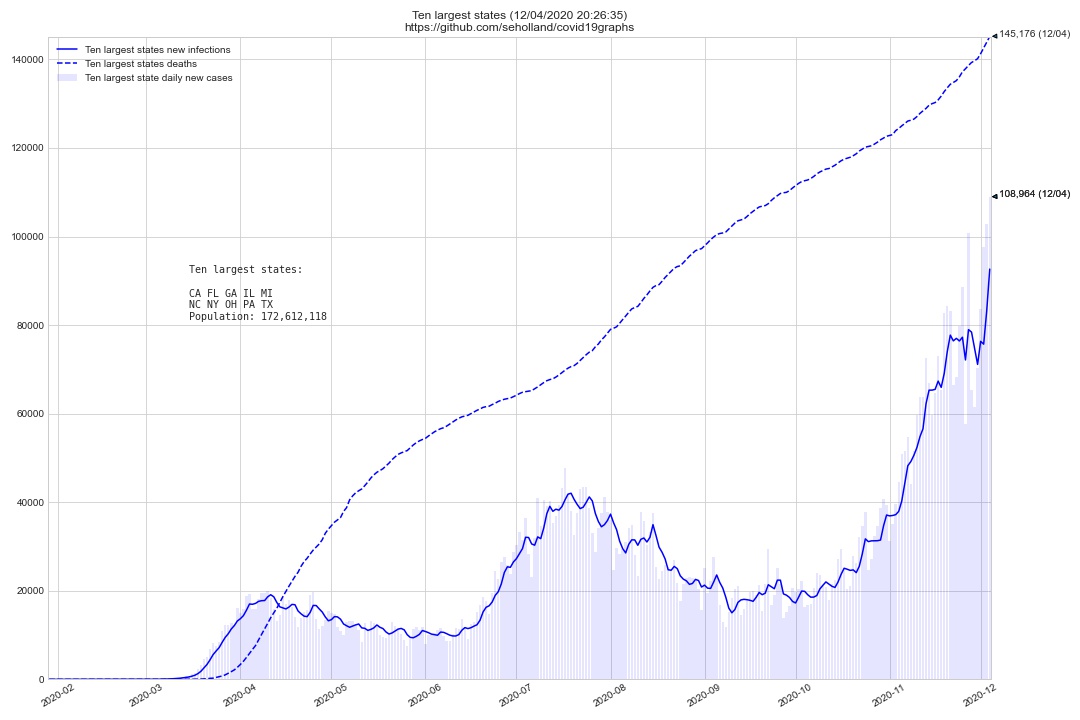 Ten largest states (12/04/2020 20:26:35)
https://github.com/seholland/covid19graphs
Ten largest states new infections
Ten largest states deaths
Ten largest state daily new cases
145,176 (12/04)
140000
120000
108,964 (12/04)
100000
Ten largest states:
CA FL GA IL MI
NC NY OH PA TX
Population: 172,612,118
80000
60000
40000
20000
0
2020-02
2020-03
2020-04
2020-05
2020-06
2020-07
2020-08
2020-09
2020-10
2020-11
2020-12